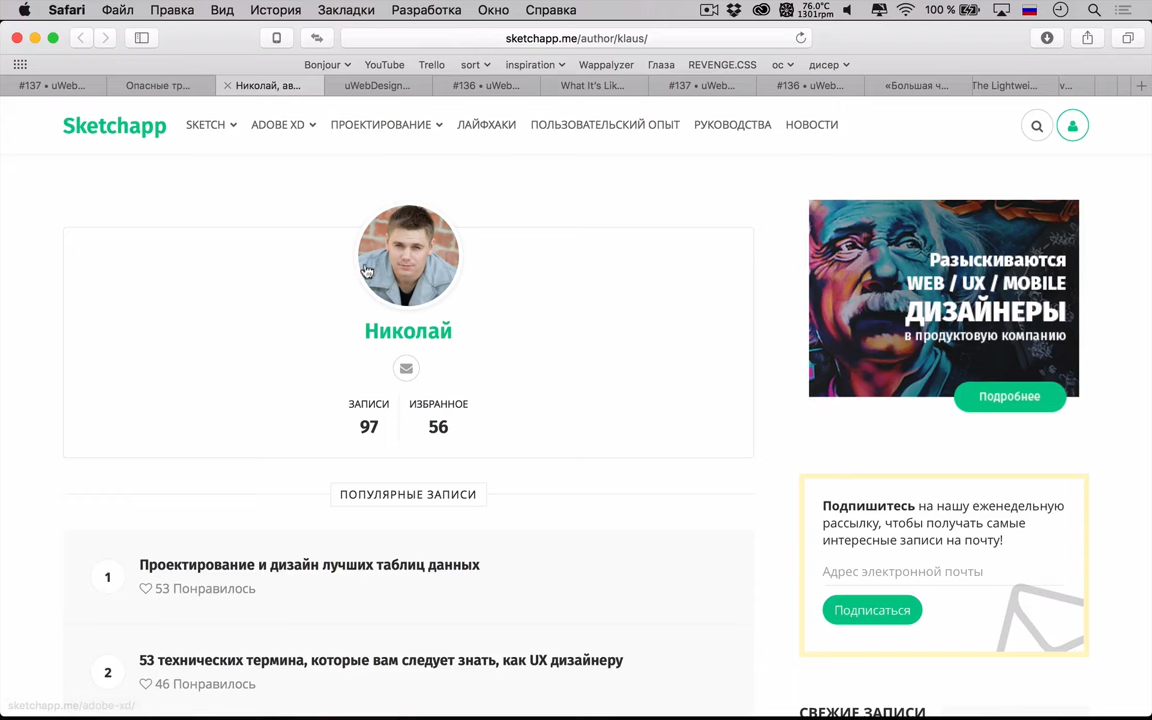 Safari Файл Правка Вид История Закладки Разработка Окно Справка 76.0°C 1301rpm 100 %
sketchapp.me/author/klaus/
Bonjour YouTube Trello sort inspiration Wappalyzer Глаза REVENGE.CSS ос дисер
#137 • uWeb... Опасные тр... Николай, ав... uWebDesign... #136 • uWeb... What It's Lik... #137 • uWeb... #136 • uWeb... «Большая ч... The Lightwei... v...
Sketchapp SKETCH ADOBE XD ПРОЕКТИРОВАНИЕ ЛАЙФХАКИ ПОЛЬЗОВАТЕЛЬСКИЙ ОПЫТ РУКОВОДСТВА НОВОСТИ
Николай
ЗАПИСИ ИЗБРАННОЕ
97 56
ПОПУЛЯРНЫЕ ЗАПИСИ
1 Проектирование и дизайн лучших таблиц данных
53 Понравилось
2 53 технических термина, которые вам следует знать, как UX дизайнеру
46 Понравилось
Разыскиваются
WEB / UX / MOBILE
ДИЗАЙНЕРЫ
в продуктовую компанию
Подробнее
Подпишитесь на нашу еженедельную
рассылку, чтобы получать самые
интересные записи на почту!
Адрес электронной почты
Подписаться
СВЕЖИЕ ЗАПИСИ
sketchapp.me/adobe-xd/